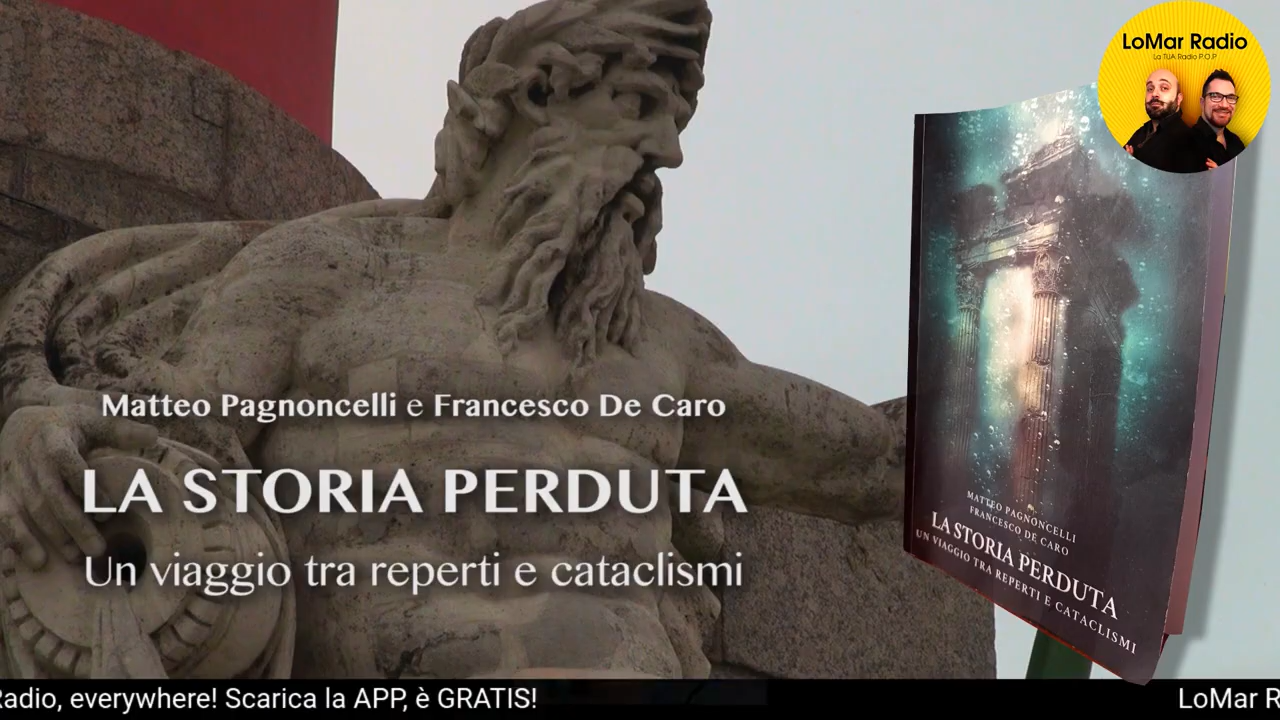 LoMar Radio
La TUA Radio P.O.P
Matteo Pagnoncelli e Francesco De Caro
LA STORIA PERDUTA
Un viaggio tra reperti e cataclismi
MATTEO PAGNONCELLI
FRANCESCO DE CARO
LA STORIA PERDUTA
UN VIAGGIO TRA REPERTI E CATACLISMI
Radio, everywhere! Scarica la APP, è GRATIS!
LoMar R